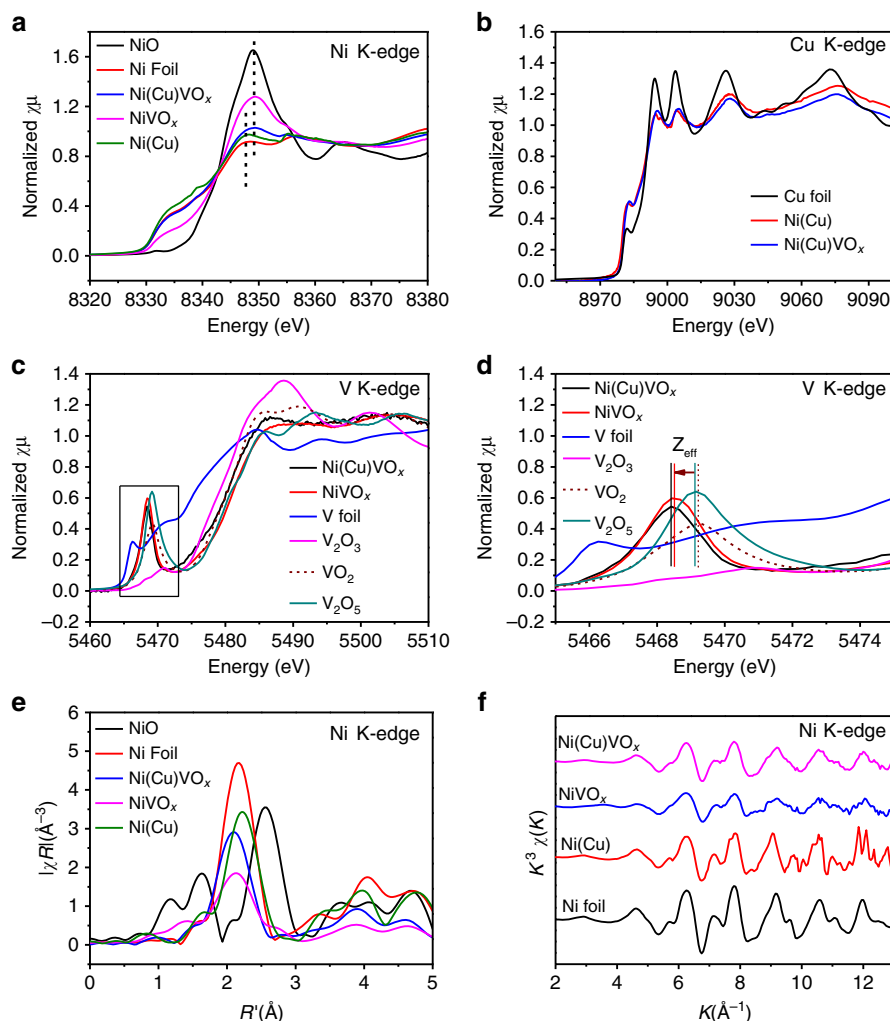 a
Ni K-edge
NiO
Ni Foil
Ni(Cu)VOx
NiVOx
Ni(Cu)
Normalized χμ
1.6
1.2
0.8
0.4
0.0
8320 8330 8340 8350 8360 8370 8380
Energy (eV)
b
Cu K-edge
Cu foil
Ni(Cu)
Ni(Cu)VOx
Normalized χμ
1.6
1.4
1.2
1.0
0.8
0.6
0.4
0.2
0.0
8970 9000 9030 9060 9090
Energy (eV)
c
V K-edge
Ni(Cu)VOx
NiVOx
V foil
V2O3
VO2
V2O5
Normalized χμ
1.4
1.2
1.0
0.8
0.6
0.4
0.2
0.0
–0.2
5460 5470 5480 5490 5500 5510
Energy (eV)
d
V K-edge
Ni(Cu)VOx
NiVOx
V foil
V2O3
VO2
V2O5
Zeff
Normalized χμ
1.4
1.2
1.0
0.8
0.6
0.4
0.2
0.0
–0.2
5466 5468 5470 5472 5474
Energy (eV)
e
Ni K-edge
NiO
Ni Foil
Ni(Cu)VOx
NiVOx
Ni(Cu)
|χR|(Å–3)
6
5
4
3
2
1
0
0 1 2 3 4 5
R'(Å)
f
Ni K-edge
Ni(Cu)VOx
NiVOx
Ni(Cu)
Ni foil
K3 χ(K)
2 4 6 8 10 12
K(Å–1)